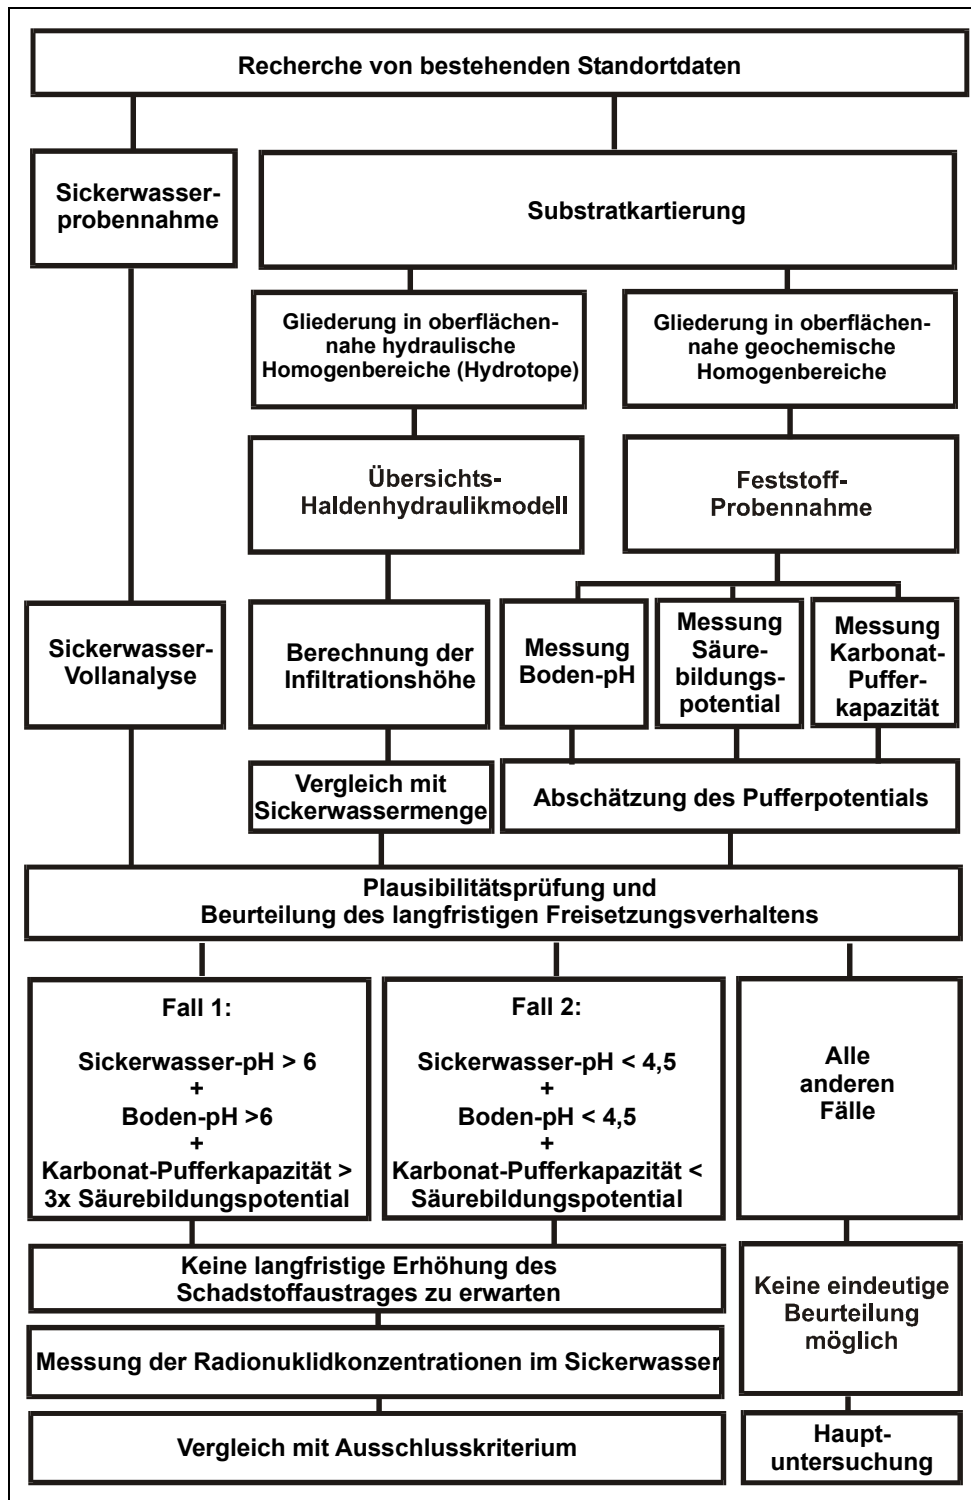 Recherche von bestehenden Standortdaten
Sickerwasser-
probennahme
Substratkartierung
Gliederung in oberflächen-
nahe hydraulische
Homogenbereiche (Hydrotope)
Gliederung in oberflächen-
nahe geochemische
Homogenbereiche
Übersichts-
Haldenhydraulikmodell
Feststoff-
Probennahme
Sickerwasser-
Vollanalyse
Berechnung der
Infiltrationshöhe
Messung
Boden-pH
Messung
Säure-
bildungs-
potential
Messung
Karbonat-
Puffer-
kapazität
Vergleich mit
Sickerwassermenge
Abschätzung des Pufferpotentials
Plausibilitätsprüfung und
Beurteilung des langfristigen Freisetzungsverhaltens
Fall 1:
Sickerwasser-pH > 6
+
Boden-pH >6
+
Karbonat-Pufferkapazität >
3x Säurebildungspotential
Fall 2:
Sickerwasser-pH < 4,5
+
Boden-pH < 4,5
+
Karbonat-Pufferkapazität <
Säurebildungspotential
Alle
anderen
Fälle
Keine langfristige Erhöhung des
Schadstoffaustrages zu erwarten
Keine eindeutige
Beurteilung
möglich
Messung der Radionuklidkonzentrationen im Sickerwasser
Vergleich mit Ausschlusskriterium
Haupt-
untersuchung